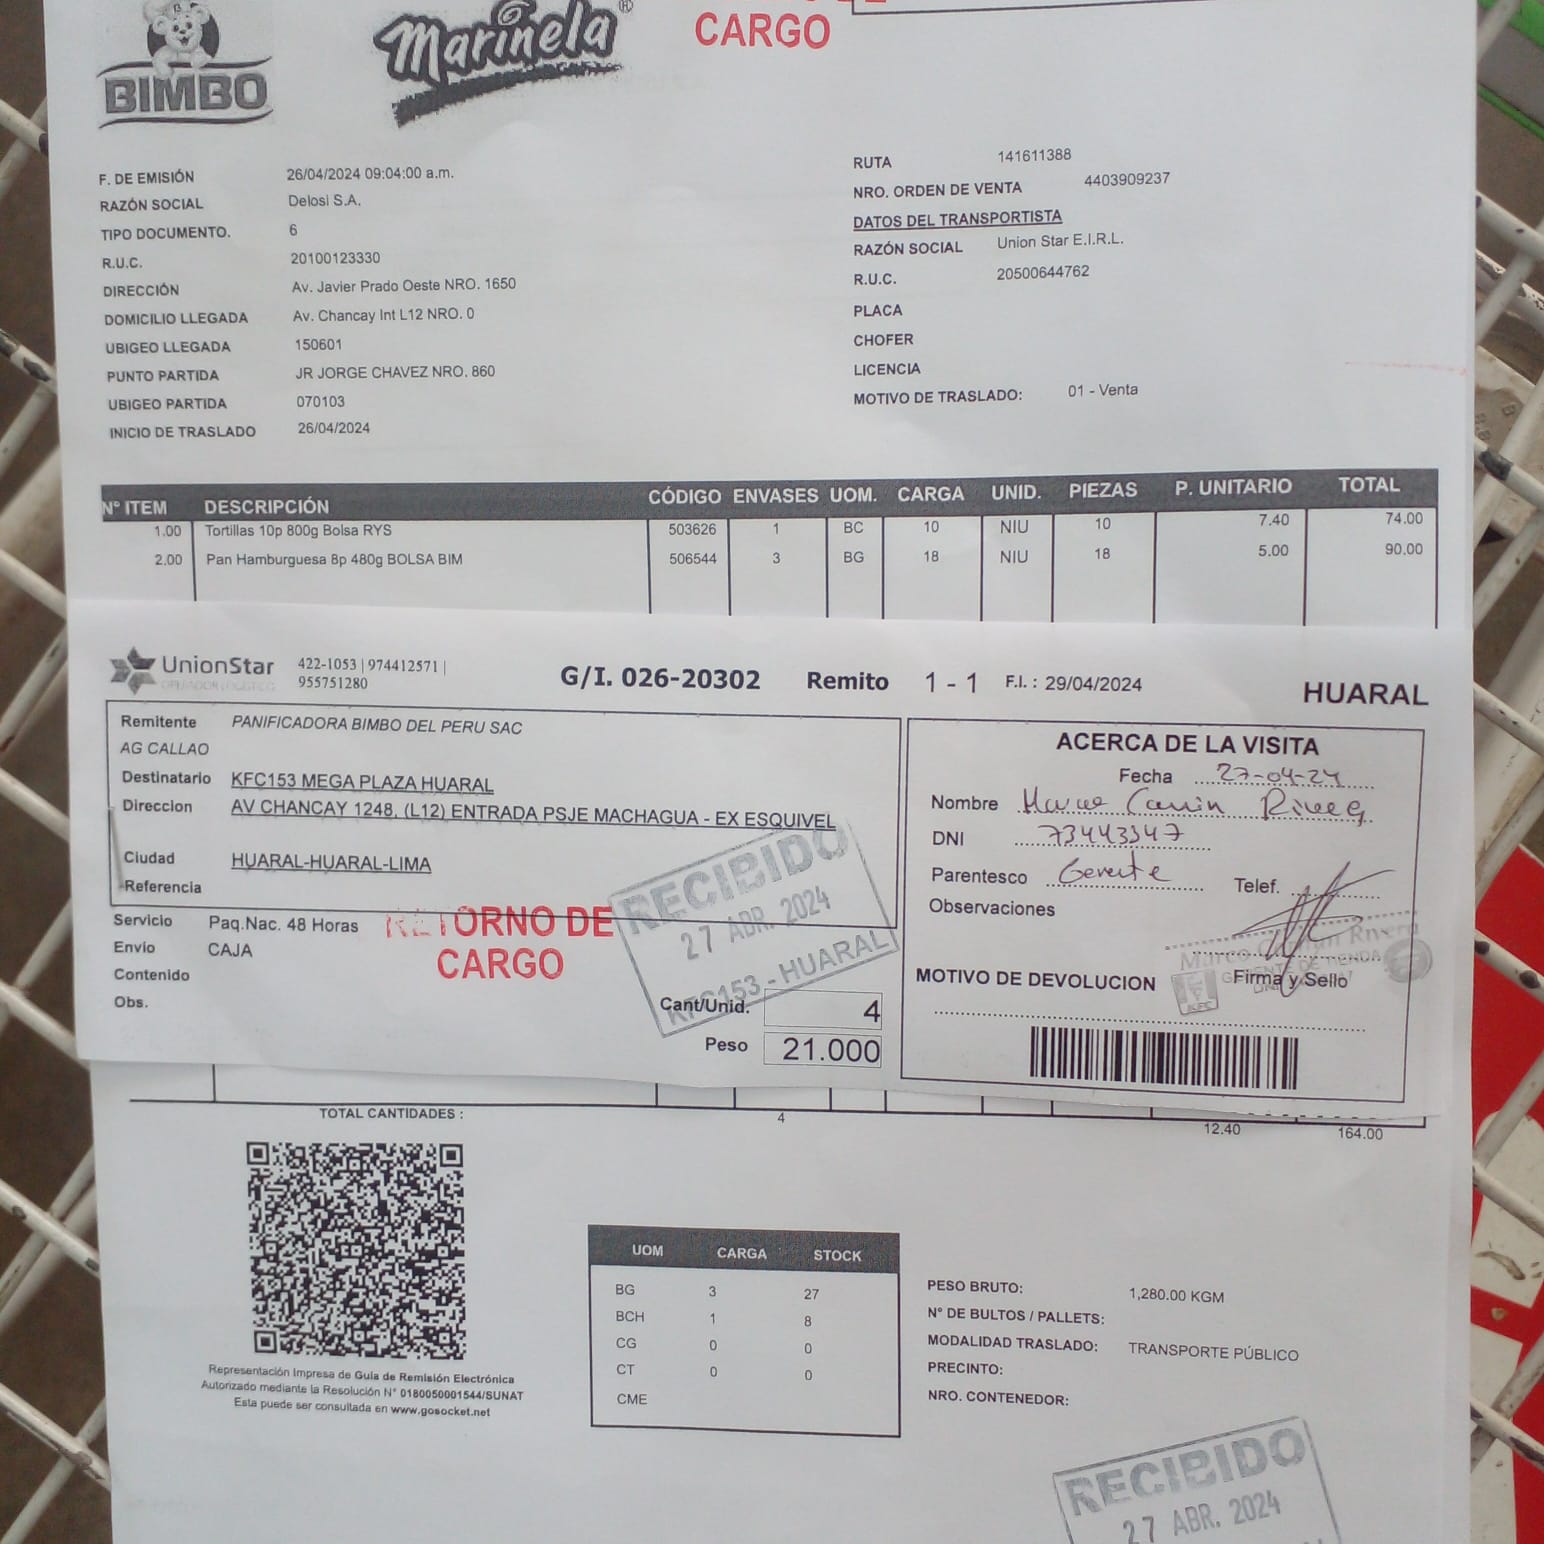 CARGO
BIMBO
Marinela®
F. DE EMISIÓN 26/04/2024 09:04:00 a.m.
RAZÓN SOCIAL Delosi S.A.
TIPO DOCUMENTO. 6
R.U.C. 20100123330
DIRECCIÓN Av. Javier Prado Oeste NRO. 1650
DOMICILIO LLEGADA Av. Chancay Int L12 NRO. 0
UBIGEO LLEGADA 150601
PUNTO PARTIDA JR JORGE CHAVEZ NRO. 860
UBIGEO PARTIDA 070103
INICIO DE TRASLADO 26/04/2024
RUTA 141611388
NRO. ORDEN DE VENTA 4403909237
DATOS DEL TRANSPORTISTA
RAZÓN SOCIAL Union Star E.I.R.L.
R.U.C. 20500644762
PLACA
CHOFER
LICENCIA
MOTIVO DE TRASLADO: 01 - Venta
N° ITEM DESCRIPCIÓN CÓDIGO ENVASES UOM. CARGA UNID. PIEZAS P. UNITARIO TOTAL
1.00 Tortillas 10p 800g Bolsa RYS 503626 1 BC 10 NIU 10 7.40 74.00
2.00 Pan Hamburguesa 8p 480g BOLSA BIM 506544 3 BG 18 NIU 18 5.00 90.00
UnionStar
OPERADOR LOGISTICO
422-1053 | 974412571 |
955751280
G/I. 026-20302 Remito 1 - 1 F.I. : 29/04/2024 HUARAL
Remitente PANIFICADORA BIMBO DEL PERU SAC
AG CALLAO
Destinatario KFC153 MEGA PLAZA HUARAL
Direccion AV CHANCAY 1248, (L12) ENTRADA PSJE MACHAGUA - EX ESQUIVEL
Ciudad HUARAL-HUARAL-LIMA
Referencia
Servicio Paq.Nac. 48 Horas
Envio CAJA
Contenido
Obs.
RETORNO DE
CARGO
RECIBIDO
27 ABR. 2024
KFC153 - HUARAL
Cant/Unid. 4
Peso 21.000
ACERCA DE LA VISITA
Fecha 27-04-24
Nombre Marco Rivera
DNI 73443347
Parentesco Gerente Telef.
Observaciones
Marco Rivera
GERENTE DE TIENDA
KFC
Firma y Sello
MOTIVO DE DEVOLUCION
TOTAL CANTIDADES : 4 12.40 164.00
Representación Impresa de Guía de Remisión Electrónica
Autorizado mediante la Resolución N° 0180050001544/SUNAT
Esta puede ser consultada en www.gosocket.net
UOM CARGA STOCK
BG 3 27
BCH 1 8
CG 0 0
CT 0 0
CME
PESO BRUTO: 1,280.00 KGM
N° DE BULTOS / PALLETS:
MODALIDAD TRASLADO: TRANSPORTE PÚBLICO
PRECINTO:
NRO. CONTENEDOR:
RECIBIDO
27 ABR. 2024